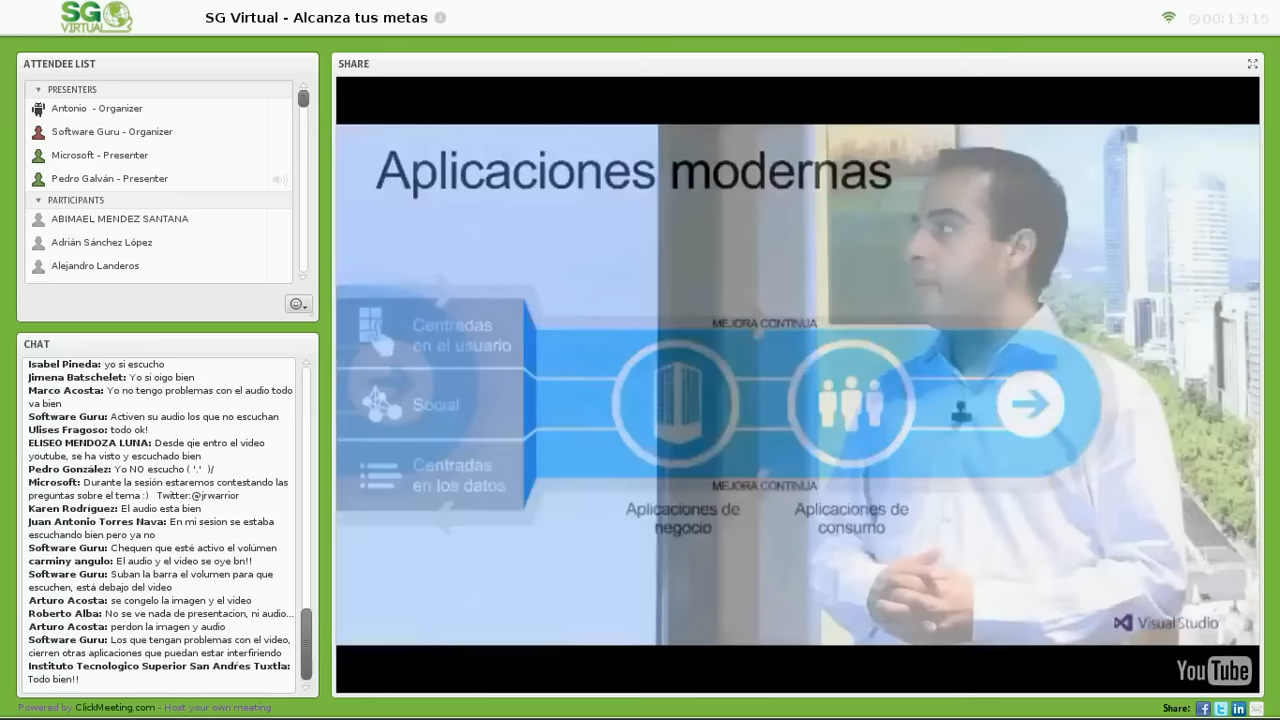 SG
VIRTUAL
SG Virtual - Alcanza tus metas
00:13:15
ATTENDEE LIST
PRESENTERS
Antonio - Organizer
Software Guru - Organizer
Microsoft - Presenter
Pedro Galván - Presenter
PARTICIPANTS
ABIMAEL MENDEZ SANTANA
Adrián Sánchez López
Alejandro Landeros
CHAT
Isabel Pineda: yo si escucho
Jimena Batschelet: Yo si oigo bien
Marco Acosta: Yo no tengo problemas con el audio todo
va bien
Software Guru: Activen su audio los que no escuchan
Ulises Fragoso: todo ok!
ELISEO MENDOZA LUNA: Desde qie entro el video
youtube, se ha visto y escuchado bien
Pedro González: Yo NO escucho ( '.' )/
Microsoft: Durante la sesión estaremos contestando las
preguntas sobre el tema :) Twitter:@jrwarrior
Karen Rodriguez: El audio esta bien
Juan Antonio Torres Nava: En mi sesion se estaba
escuchando bien pero ya no
Software Guru: Chequen que esté activo el volúmen
carminy angulo: El audio y el video se oye bn!!
Software Guru: Suban la barra el volumen para que
escuchen, está debajo del video
Arturo Acosta: se congelo la imagen y el video
Roberto Alba: No se ve nada de presentacion, ni audio...
Arturo Acosta: perdon la imagen y audio
Software Guru: Los que tengan problemas con el video,
cierren otras aplicaciones que puedan estar interfiriendo
Instituto Tecnologico Superior San Andŕes Tuxtla:
Todo bien!!
SHARE
Aplicaciones modernas
Centradas
en el usuario
Social
Centradas
en los datos
MEJORA CONTINUA
MEJORA CONTINUA
Aplicaciones de
negocio
Aplicaciones de
consumo
Visual Studio
YouTube
Powered by ClickMeeting.com - Host your own meeting
Share: